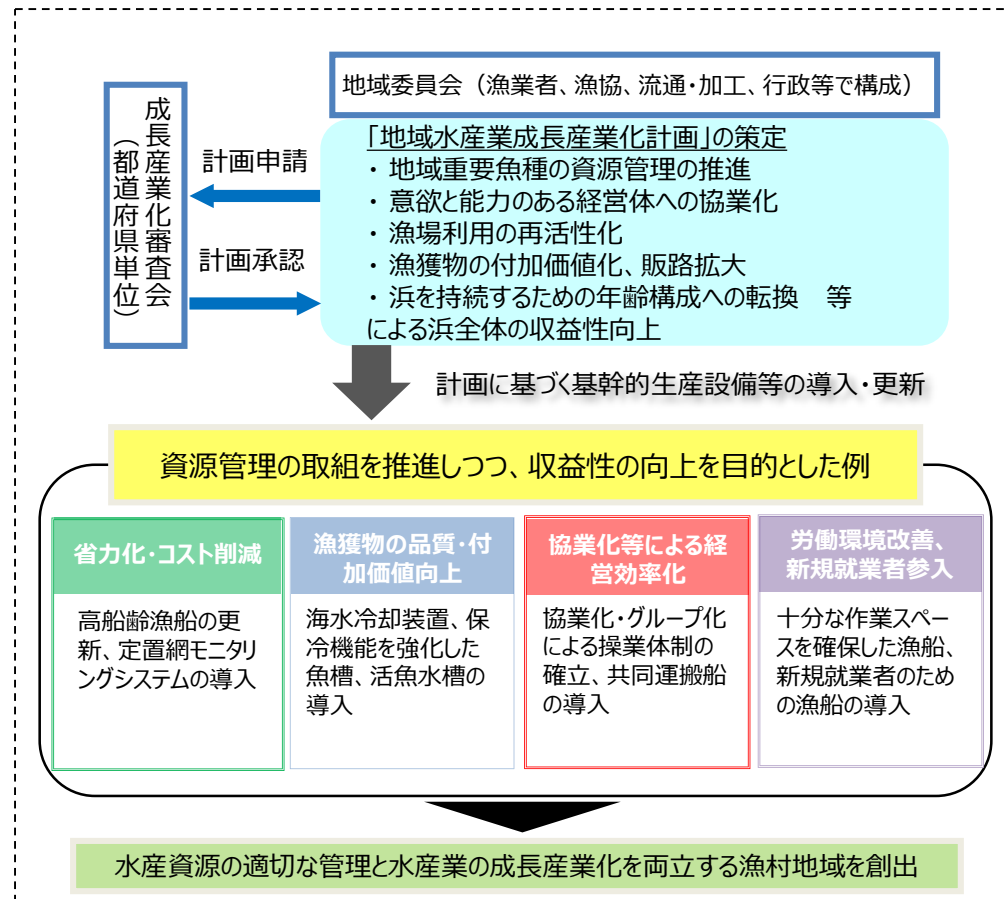 地域委員会（漁業者、漁協、流通・加工、行政等で構成）
成長産業化審査会
（都道府県単位）
計画申請
計画承認
「地域水産業成長産業化計画」の策定
・ 地域重要魚種の資源管理の推進
・ 意欲と能力のある経営体への協業化
・ 漁場利用の再活性化
・ 漁獲物の付加価値化、販路拡大
・ 浜を持続するための年齢構成への転換　等
による浜全体の収益性向上
計画に基づく基幹的生産設備等の導入・更新
資源管理の取組を推進しつつ、収益性の向上を目的とした例
省力化・コスト削減
高船齢漁船の更
新、定置網モニタリ
ングシステムの導入
漁獲物の品質・付
加価値向上
海水冷却装置、保
冷機能を強化した
魚槽、活魚水槽の
導入
協業化等による経
営効率化
協業化・グループ化
による操業体制の
確立、共同運搬船
の導入
労働環境改善、
新規就業者参入
十分な作業スペー
スを確保した漁船、
新規就業者のため
の漁船の導入
水産資源の適切な管理と水産業の成長産業化を両立する漁村地域を創出